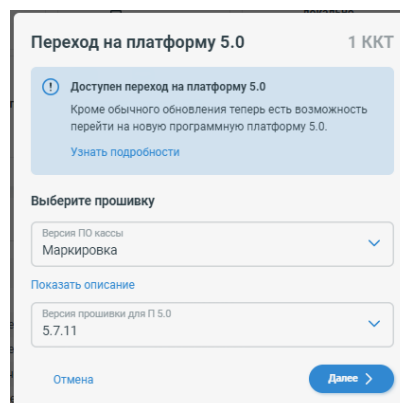 Переход на платформу 5.0 1 ККТ
Доступен переход на платформу 5.0
Кроме обычного обновления теперь есть возможность
перейти на новую программную платформу 5.0.
Узнать подробности
Выберите прошивку
Версия ПО кассы
Маркировка
Показать описание
Версия прошивки для П 5.0
5.7.11
Отмена
Далее